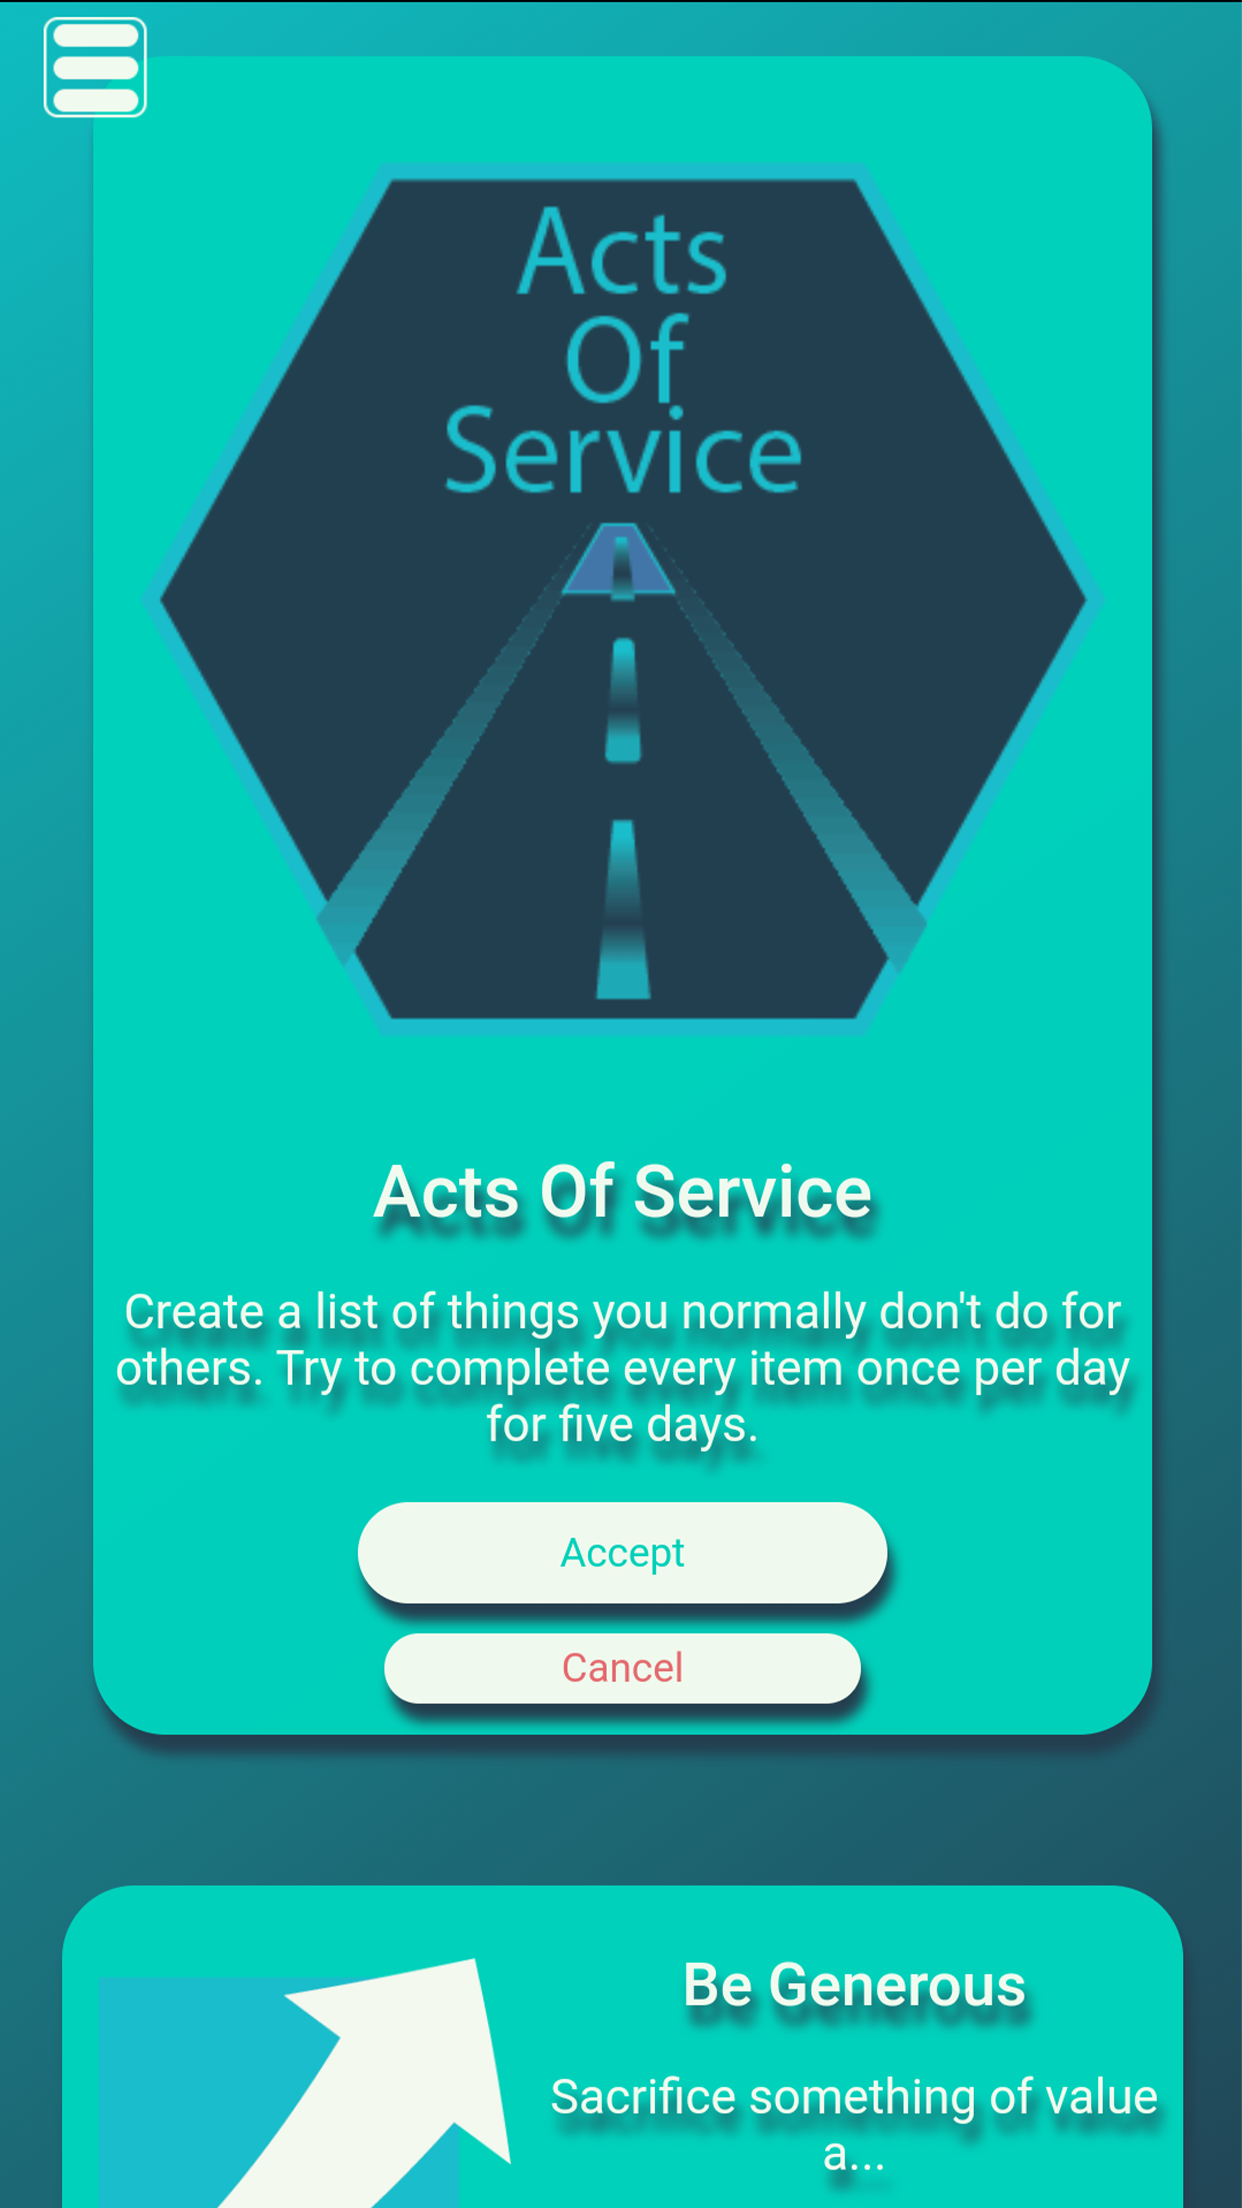 Acts
Of
Service
Acts Of Service
Create a list of things you normally don't do for
others. Try to complete every item once per day
for five days.
Accept
Cancel
Be Generous
Sacrifice something of value
a...